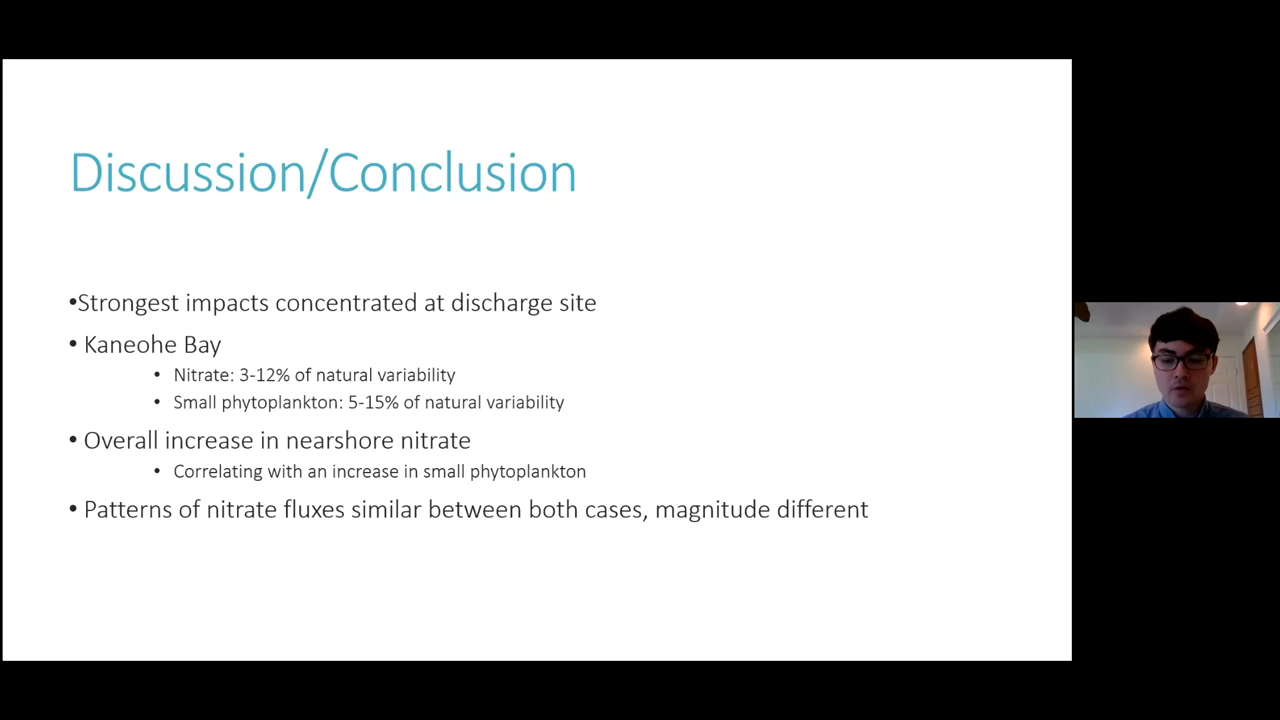 Discussion/Conclusion
•Strongest impacts concentrated at discharge site
• Kaneohe Bay
• Nitrate: 3-12% of natural variability
• Small phytoplankton: 5-15% of natural variability
• Overall increase in nearshore nitrate
• Correlating with an increase in small phytoplankton
• Patterns of nitrate fluxes similar between both cases, magnitude different